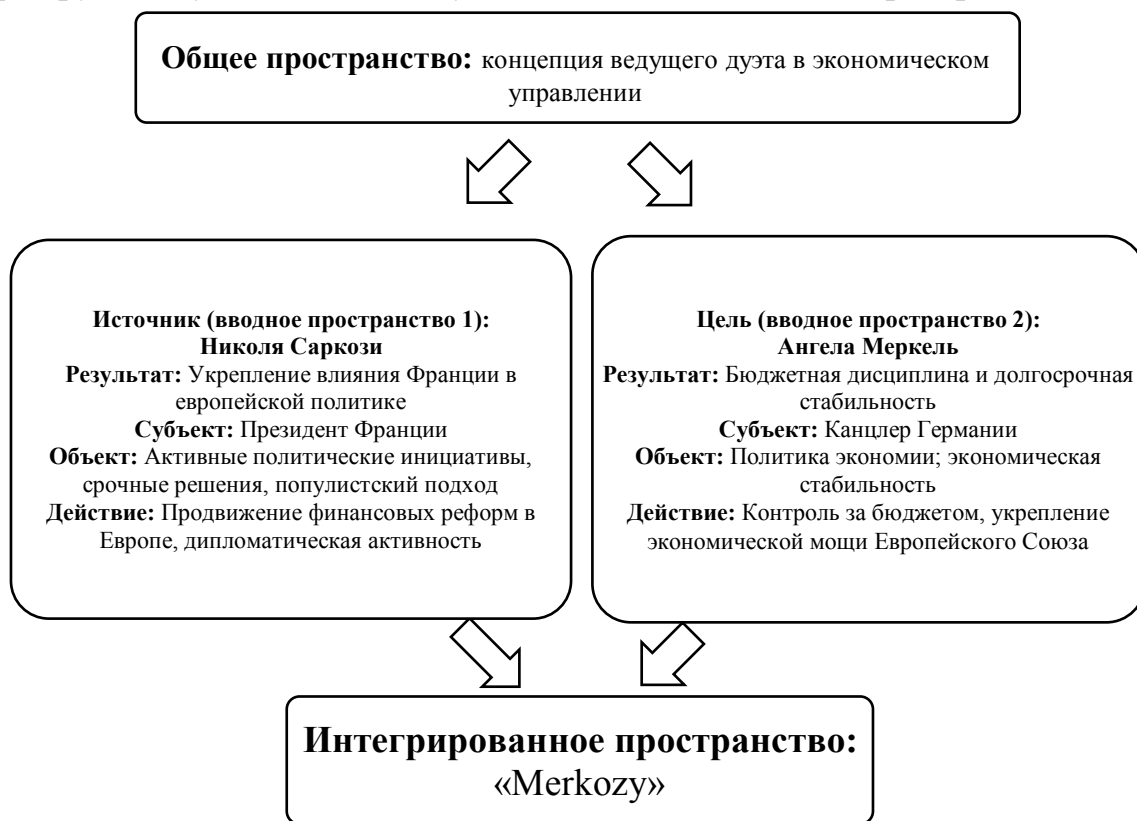 Общее пространство: концепция ведущего дуэта в экономическом
управлении
Источник (вводное пространство 1):
Николя Саркози
Результат: Укрепление влияния Франции в
европейской политике
Субъект: Президент Франции
Объект: Активные политические инициативы,
срочные решения, популистский подход
Действие: Продвижение финансовых реформ в
Европе, дипломатическая активность
Цель (вводное пространство 2):
Ангела Меркель
Результат: Бюджетная дисциплина и долгосрочная
стабильность
Субъект: Канцлер Германии
Объект: Политика экономии; экономическая
стабильность
Действие: Контроль за бюджетом, укрепление
экономической мощи Европейского Союза
Интегрированное пространство:
«Merkozy»